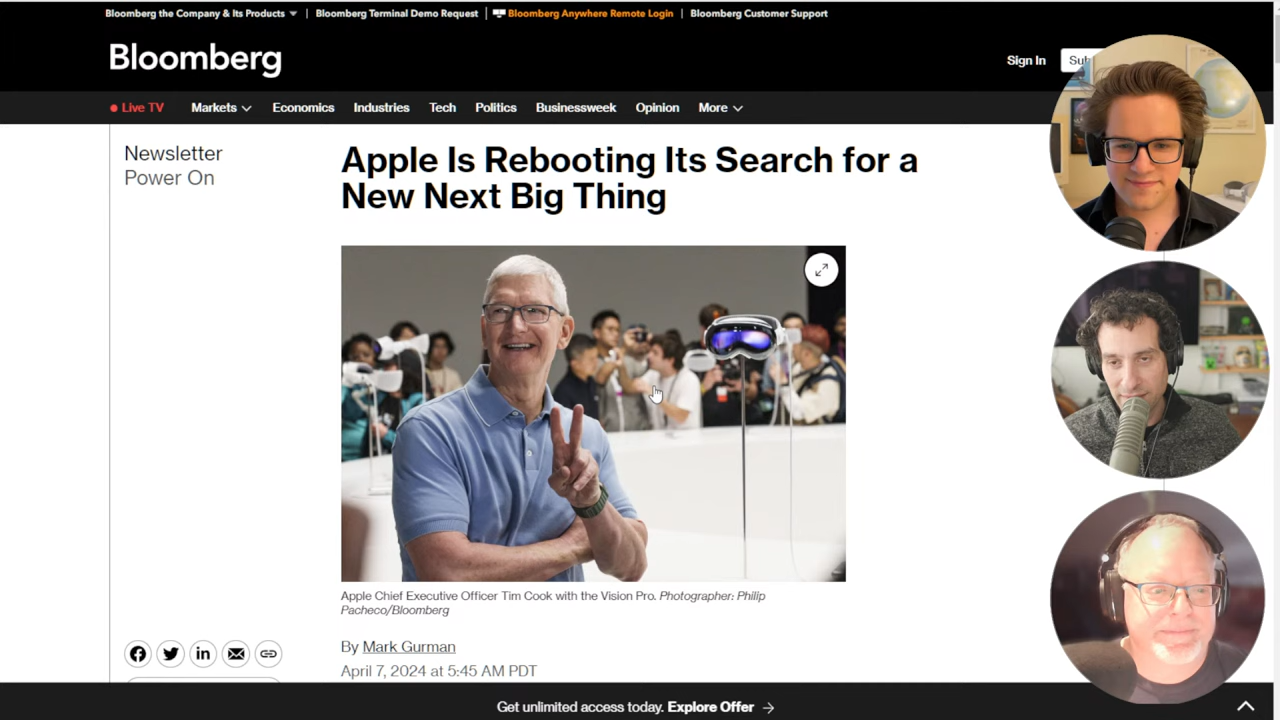 Bloomberg the Company & Its Products
Bloomberg Terminal Demo Request
Bloomberg Anywhere Remote Login
Bloomberg Customer Support
Bloomberg
Sign In
Live TV
Markets
Economics
Industries
Tech
Politics
Businessweek
Opinion
More
Newsletter
Power On
Apple Is Rebooting Its Search for a
New Next Big Thing
Apple Chief Executive Officer Tim Cook with the Vision Pro. Photographer: Philip
Pacheco/Bloomberg
By Mark Gurman
April 7, 2024 at 5:45 AM PDT
Get unlimited access today. Explore Offer